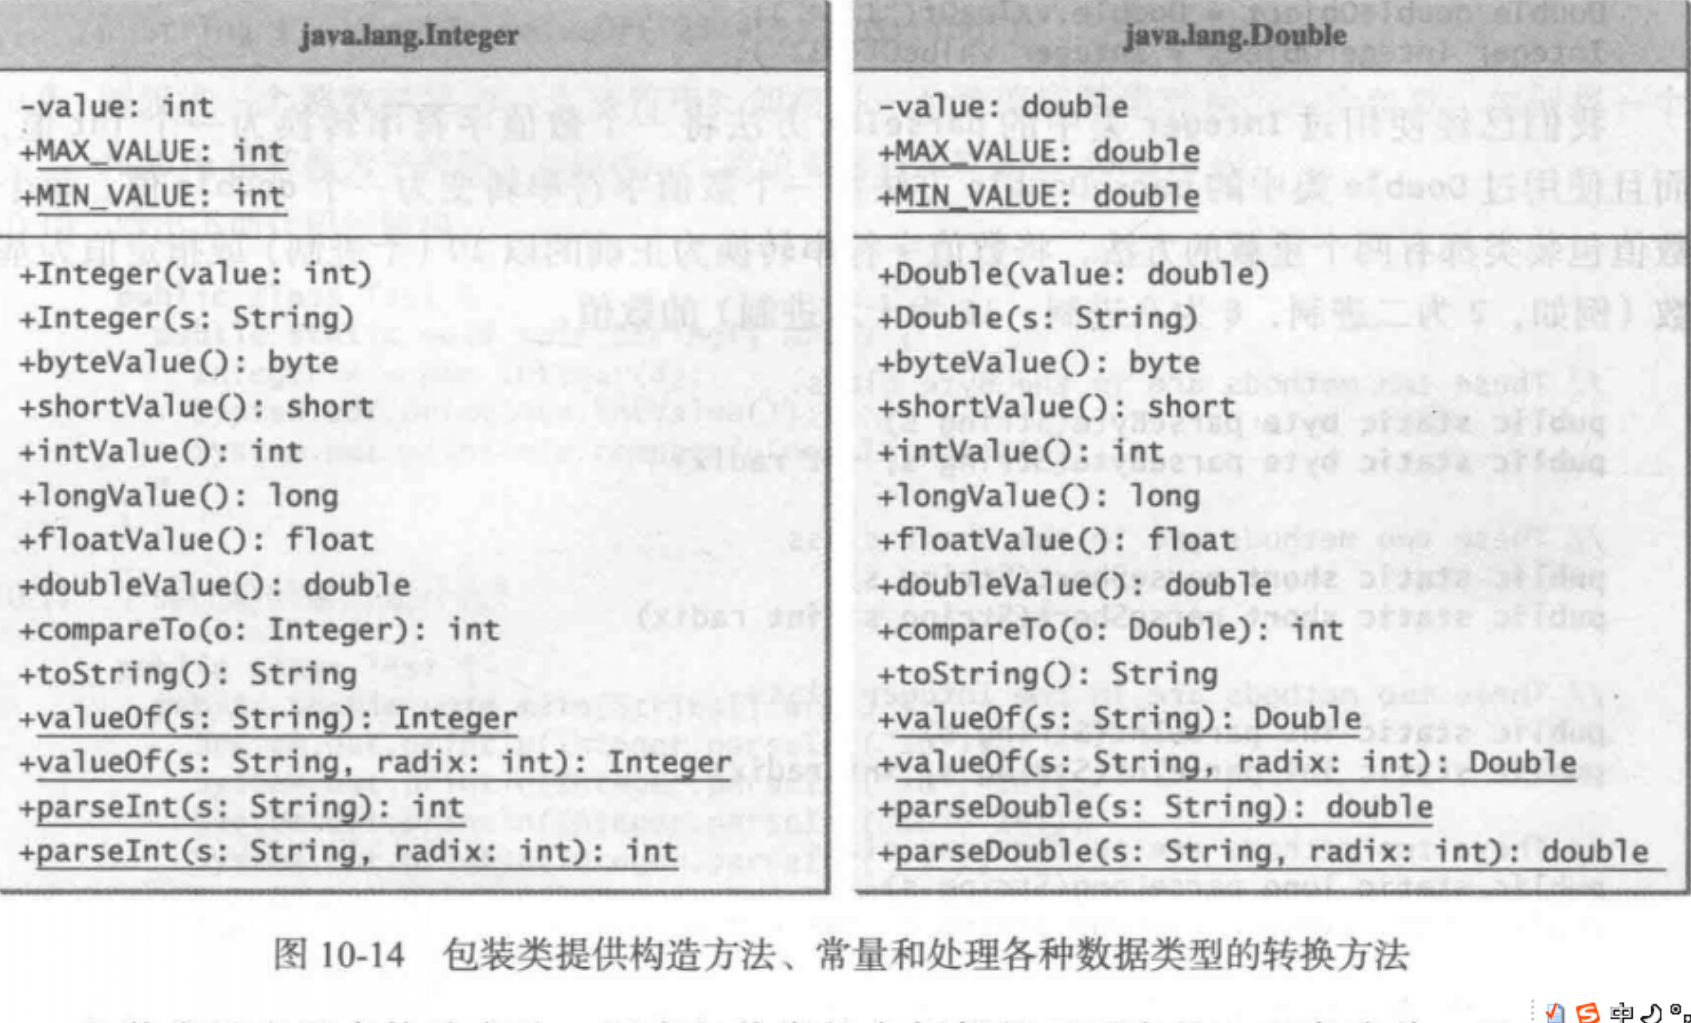 java.lang.Integer
-value: int
+MAX_VALUE: int
+MIN_VALUE: int
+Integer(value: int)
+Integer(s: String)
+byteValue(): byte
+shortValue(): short
+intValue(): int
+longValue(): long
+floatValue(): float
+doubleValue(): double
+compareTo(o: Integer): int
+toString(): String
+valueOf(s: String): Integer
+valueOf(s: String, radix: int): Integer
+parseInt(s: String): int
+parseInt(s: String, radix: int): int
java.lang.Double
-value: double
+MAX_VALUE: double
+MIN_VALUE: double
+Double(value: double)
+Double(s: String)
+byteValue(): byte
+shortValue(): short
+intValue(): int
+longValue(): long
+floatValue(): float
+doubleValue(): double
+compareTo(o: Double): int
+toString(): String
+valueOf(s: String): Double
+valueOf(s: String, radix: int): Double
+parseDouble(s: String): double
+parseDouble(s: String, radix: int): double
图 10-14 包装类提供构造方法、常量和处理各种数据类型的转换方法
中